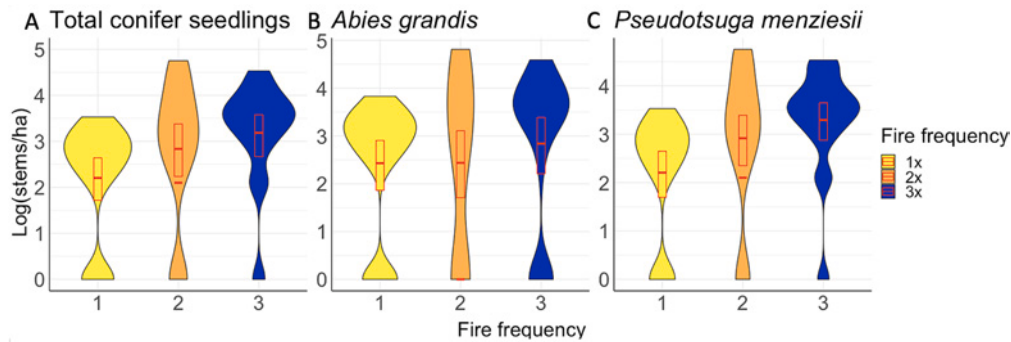 A Total conifer seedlings
B Abies grandis
C Pseudotsuga menziesii
Log(stems/ha)
5
4
3
2
1
0
1 2 3
5
4
3
2
1
0
1 2 3
5
4
3
2
1
0
1 2 3
Fire frequency
Fire frequency
1x
2x
3x